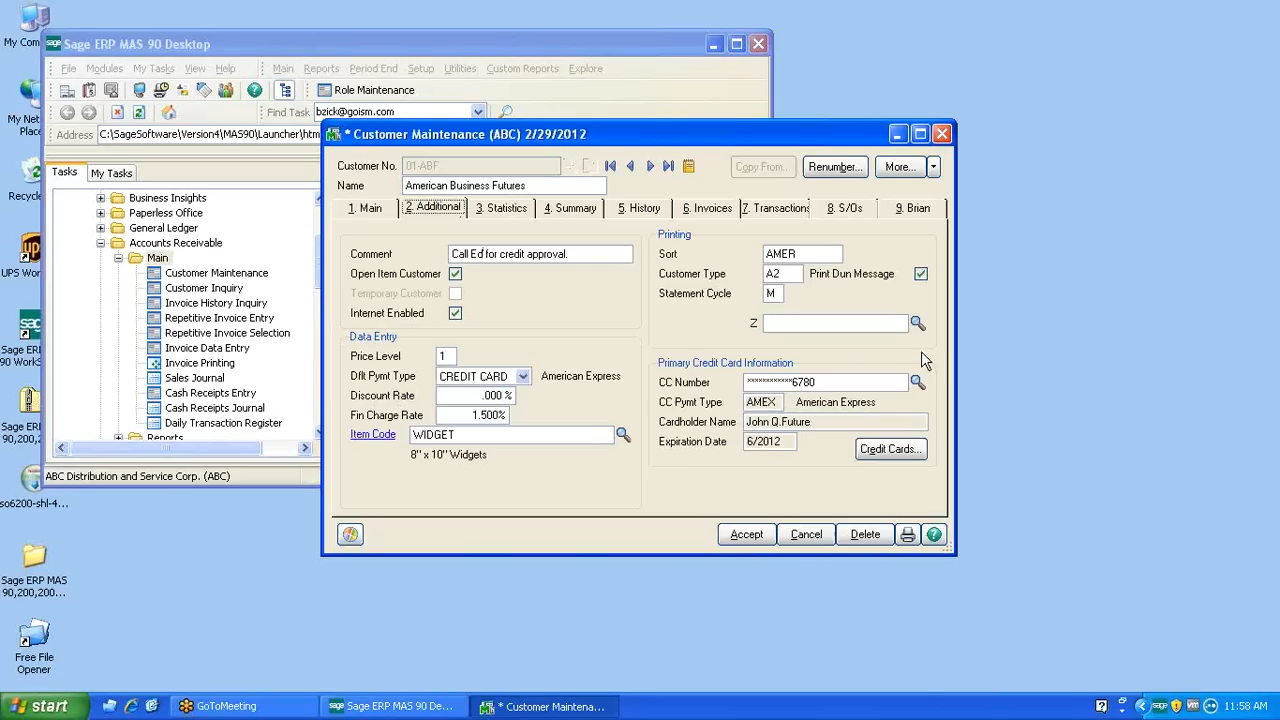 My Com
My Net
Place
Recycle
UPS Wor
Sage ER
90 WorkS
Sage ER
90,200,2
so6200-shl-4...
Sage ERP MAS
90,200,200...
Free File
Opener
Sage ERP MAS 90 Desktop
File Modules My Tasks View Help Main Reports Period End Setup Utilities Custom Reports Explore
Role Maintenance
Find Task bzick@goism.com
Address C:\SageSoftware\Version4\MAS90\Launcher\htm
Tasks My Tasks
Business Insights
Paperless Office
General Ledger
Accounts Receivable
Main
Customer Maintenance
Customer Inquiry
Invoice History Inquiry
Repetitive Invoice Entry
Repetitive Invoice Selection
Invoice Data Entry
Invoice Printing
Sales Journal
Cash Receipts Entry
Cash Receipts Journal
Daily Transaction Register
Reports
ABC Distribution and Service Corp. (ABC)
* Customer Maintenance (ABC) 2/29/2012
Customer No. 01-ABF Copy From... Renumber... More...
Name American Business Futures
1. Main 2. Additional 3. Statistics 4. Summary 5. History 6. Invoices 7. Transactions 8. S/Os 9. Brian
Comment Call Ed for credit approval.
Open Item Customer
Temporary Customer
Internet Enabled
Data Entry
Price Level 1
Dflt Pymt Type CREDIT CARD American Express
Discount Rate .000 %
Fin Charge Rate 1.500%
Item Code WIDGET
8" x 10" Widgets
Printing
Sort AMER
Customer Type A2 Print Dun Message
Statement Cycle M
Z
Primary Credit Card Information
CC Number ************6780
CC Pymt Type AMEX American Express
Cardholder Name John Q.Future
Expiration Date 6/2012
Credit Cards...
Accept Cancel Delete
start GoToMeeting Sage ERP MAS 90 De... * Customer Maintena... 11:58 AM